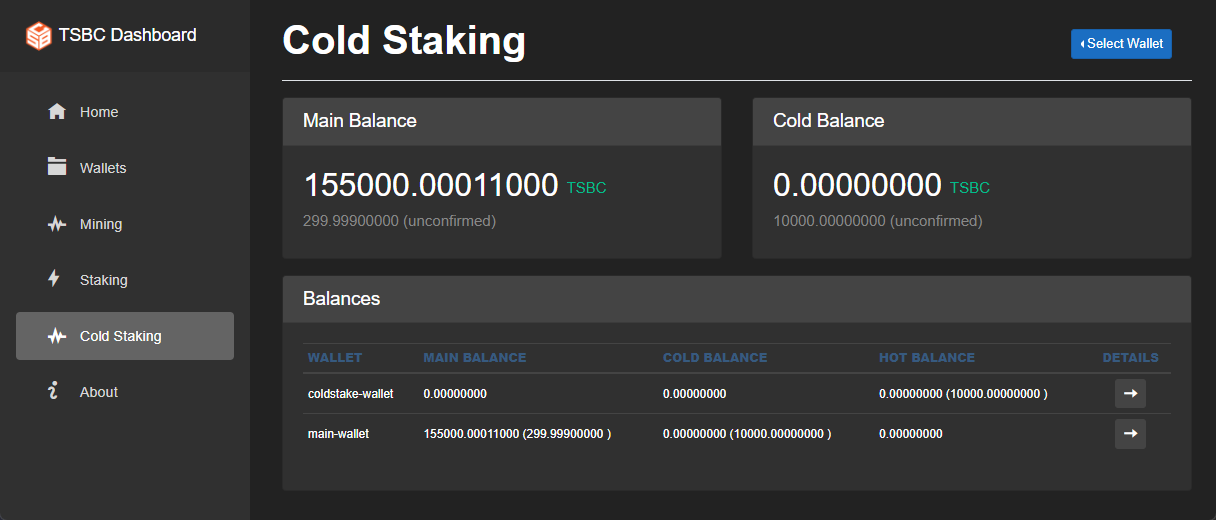 TSBC Dashboard
Home
Wallets
Mining
Staking
Cold Staking
About
Cold Staking
Select Wallet
Main Balance
155000.00011000 TSBC
299.99900000 (unconfirmed)
Cold Balance
0.00000000 TSBC
10000.00000000 (unconfirmed)
Balances
WALLET MAIN BALANCE COLD BALANCE HOT BALANCE DETAILS
coldstake-wallet 0.00000000 0.00000000 0.00000000 (10000.00000000 )
main-wallet 155000.00011000 (299.99900000 ) 0.00000000 (10000.00000000 ) 0.00000000